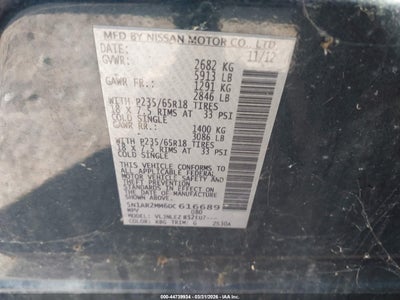 MFD BY NISSAN MOTOR CO., LTD.
DATE: 11/12
GVWR: 2682 KG
5913 LB
GAWR FR.: 1291 KG
2846 LB
WITH P235/65R18 TIRES
18 X 7.5 RIMS AT 33 PSI
COLD SINGLE
GAWR RR.: 1400 KG
3086 LB
WITH P235/65R18 TIRES
18 X 7.5 RIMS AT 33 PSI
COLD SINGLE
THIS VEHICLE CONFORMS TO
ALL APPLICABLE FEDERAL
MOTOR VEHICLE SAFETY AND
THEFT PREVENTION
STANDARDS IN EFFECT ON
THE DATE OF MANUFACTURE
SHOWN ABOVE.
5N1AR2MM6DC616689
MPV
MODEL:
COLOR: TRIM: G
000-44739934 - 03/31/2026 - IAA